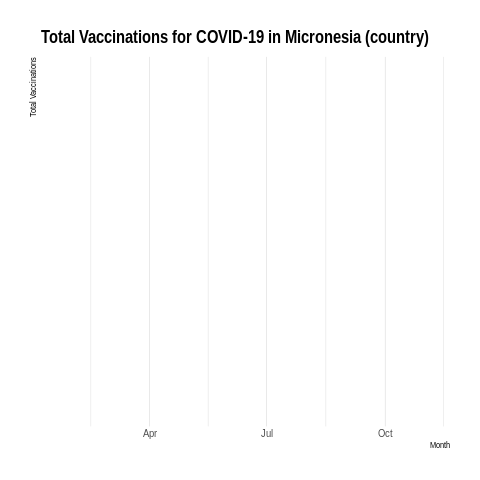 Total Vaccinations for COVID-19 in Micronesia (country)
Total Vaccinations
Apr
Jul
Oct
Month